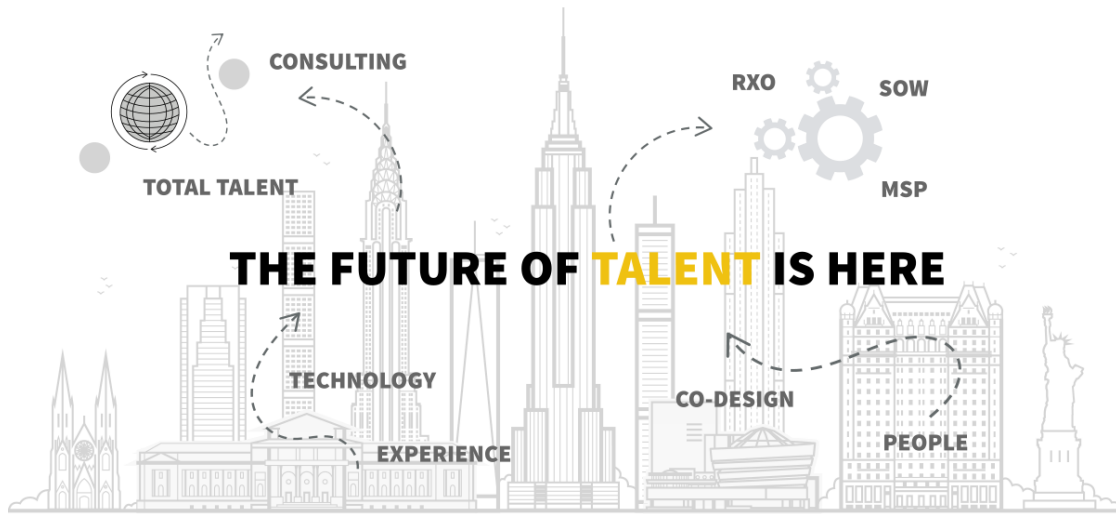 CONSULTING
RXO
SOW
TOTAL TALENT
MSP
THE FUTURE OF TALENT IS HERE
TECHNOLOGY
CO-DESIGN
EXPERIENCE
PEOPLE